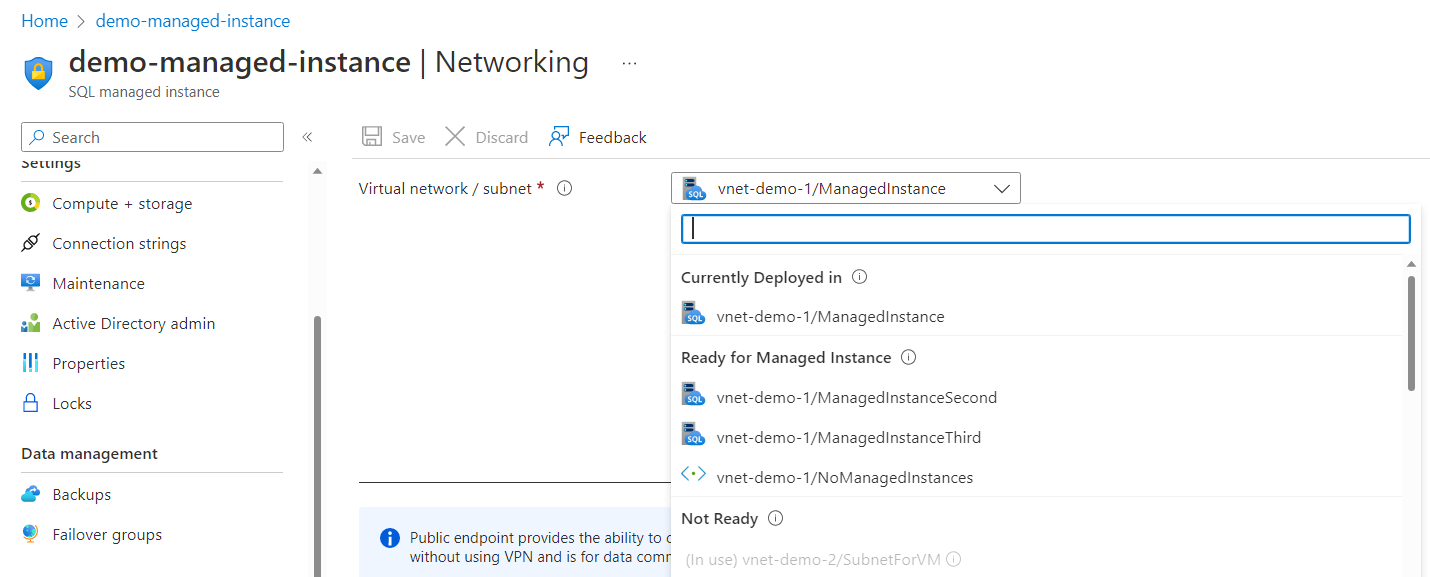 Home > demo-managed-instance
demo-managed-instance | Networking ...
SQL managed instance
Search «
Settings
Compute + storage
Connection strings
Maintenance
Active Directory admin
Properties
Locks
Data management
Backups
Failover groups
Save Discard Feedback
Virtual network / subnet *
SQL vnet-demo-1/ManagedInstance
Currently Deployed in
SQL vnet-demo-1/ManagedInstance
Ready for Managed Instance
SQL vnet-demo-1/ManagedInstanceSecond
SQL vnet-demo-1/ManagedInstanceThird
vnet-demo-1/NoManagedInstances
Not Ready
(In use) vnet-demo-2/SubnetForVM
Public endpoint provides the ability to
without using VPN and is for data